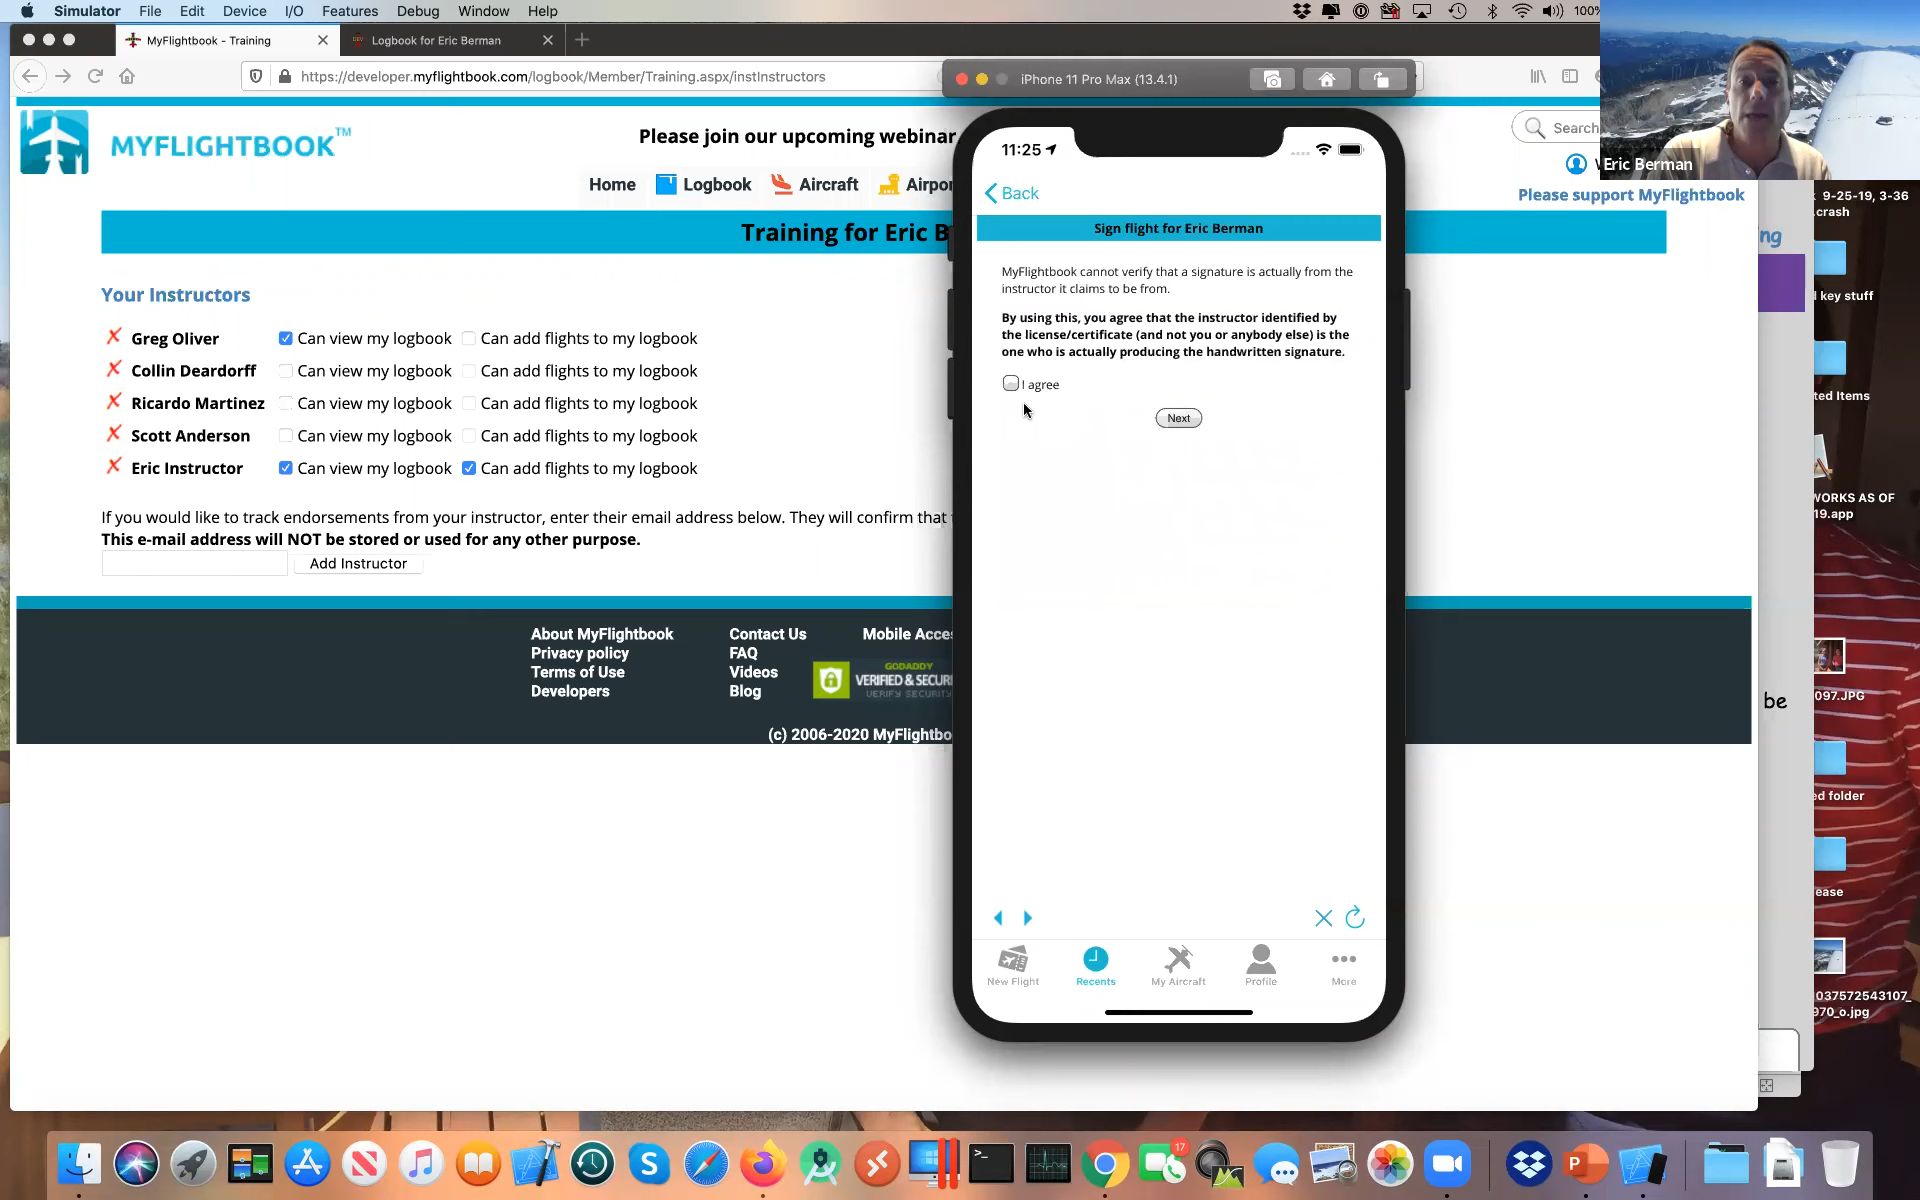 Simulator File Edit Device I/O Features Debug Window Help
100%
MyFlightbook - Training
Logbook for Eric Berman
https://developer.myflightbook.com/logbook/Member/Training.aspx/instInstructors
iPhone 11 Pro Max (13.4.1)
MYFLIGHTBOOK™
Please join our upcoming webinar
Search
Home Logbook Aircraft Airpor
Please support MyFlightbook
Eric Berman
Training for Eric B
Your Instructors
Greg Oliver Can view my logbook Can add flights to my logbook
Collin Deardorff Can view my logbook Can add flights to my logbook
Ricardo Martinez Can view my logbook Can add flights to my logbook
Scott Anderson Can view my logbook Can add flights to my logbook
Eric Instructor Can view my logbook Can add flights to my logbook
If you would like to track endorsements from your instructor, enter their email address below. They will confirm that
This e-mail address will NOT be stored or used for any other purpose.
Add Instructor
About MyFlightbook
Privacy policy
Terms of Use
Developers
Contact Us
FAQ
Videos
Blog
Mobile Acce
GODADDY
VERIFIED & SECUR
VERIFY SECURIT
(c) 2006-2020 MyFlightbo
11:25
Back
Sign flight for Eric Berman
MyFlightbook cannot verify that a signature is actually from the
instructor it claims to be from.
By using this, you agree that the instructor identified by
the license/certificate (and not you or anybody else) is the
one who is actually producing the handwritten signature.
I agree
Next
New Flight
Recents
My Aircraft
Profile
More
9-25-19, 3-36
.crash
ng
l key stuff
ted Items
WORKS AS OF
19.app
097.JPG
be
ed folder
ease
037572543107_
970_o.jpg
17